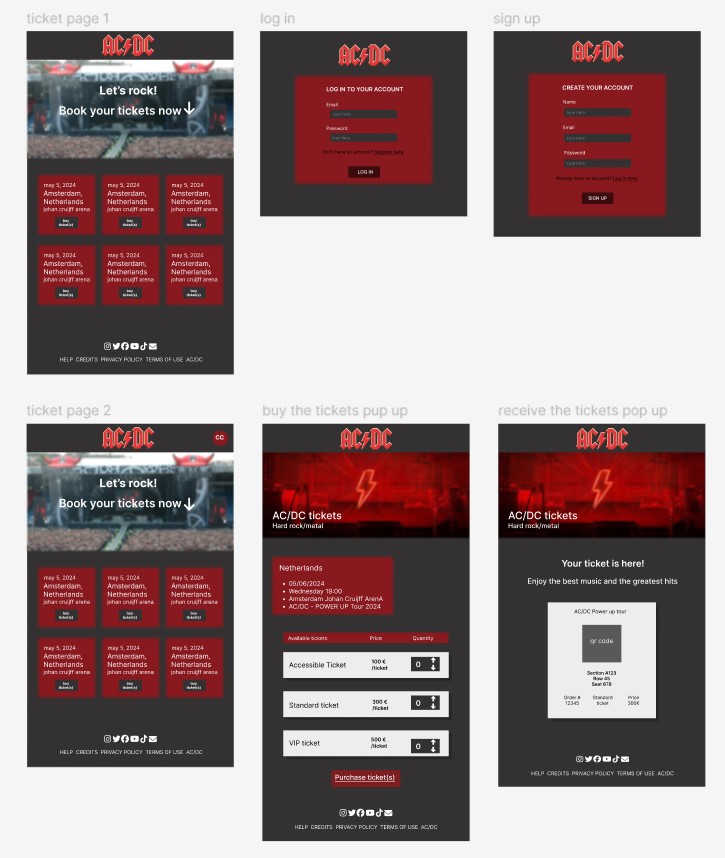 ticket page 1
AC/DC
Let's rock!
Book your tickets now
may 5, 2024
Amsterdam,
Netherlands
johan cruijff arena
buy
ticket(s)
may 5, 2024
Amsterdam,
Netherlands
johan cruijff arena
buy
ticket(s)
may 5, 2024
Amsterdam,
Netherlands
johan cruijff arena
buy
ticket(s)
may 5, 2024
Amsterdam,
Netherlands
johan cruijff arena
buy
ticket(s)
may 5, 2024
Amsterdam,
Netherlands
johan cruijff arena
buy
ticket(s)
may 5, 2024
Amsterdam,
Netherlands
johan cruijff arena
buy
ticket(s)
HELP CREDITS PRIVACY POLICY TERMS OF USE AC/DC
log in
AC/DC
LOG IN TO YOUR ACCOUNT
Email
Type here
Password
Type here
Don't have an account? Register here
LOG IN
sign up
AC/DC
CREATE YOUR ACCOUNT
Name
Type here
Email
Type here
Password
Type here
Already have an account? Log in here
SIGN UP
ticket page 2
AC/DC
CC
Let's rock!
Book your tickets now
may 5, 2024
Amsterdam,
Netherlands
johan cruijff arena
buy
ticket(s)
may 5, 2024
Amsterdam,
Netherlands
johan cruijff arena
buy
ticket(s)
may 5, 2024
Amsterdam,
Netherlands
johan cruijff arena
buy
ticket(s)
may 5, 2024
Amsterdam,
Netherlands
johan cruijff arena
buy
ticket(s)
may 5, 2024
Amsterdam,
Netherlands
johan cruijff arena
buy
ticket(s)
may 5, 2024
Amsterdam,
Netherlands
johan cruijff arena
buy
ticket(s)
HELP CREDITS PRIVACY POLICY TERMS OF USE AC/DC
buy the tickets pup up
AC/DC
AC/DC tickets
Hard rock/metal
Netherlands
05/06/2024
Wednesday 19:00
Amsterdam Johan Cruijff ArenA
AC/DC - POWER UP Tour 2024
Available tickets Price Quantity
Accessible Ticket 100 € /ticket 0
Standard ticket 300 € /ticket 0
VIP ticket 500 € /ticket 0
Purchase ticket(s)
HELP CREDITS PRIVACY POLICY TERMS OF USE AC/DC
receive the tickets pop up
AC/DC
AC/DC tickets
Hard rock/metal
Your ticket is here!
Enjoy the best music and the greatest hits
AC/DC Power up tour
qr code
Section A123
Row 45
Seat 678
Order # Standard Price
12345 ticket 300€
HELP CREDITS PRIVACY POLICY TERMS OF USE AC/DC